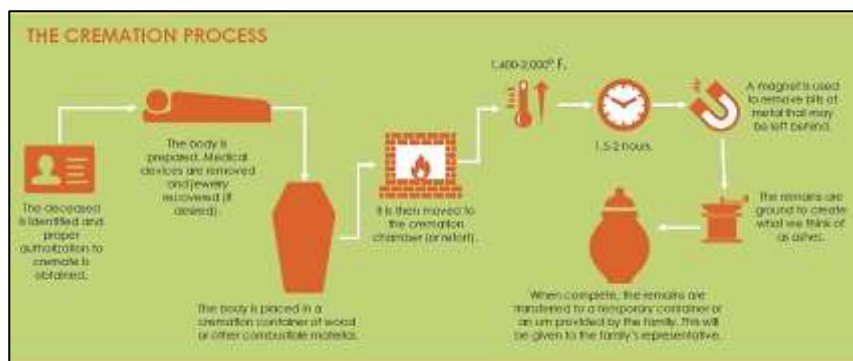 THE CREMATION PROCESS
The deceased
is identified and
proper
authorization to
cremate is
obtained.
The body is
prepared. Medical
devices are removed
and jewelry
recovered (if
desired)
The body is placed in a
cremation container of wood
or other combustible material.
It is then moved to
the cremation
chamber (or retort).
1,400-2,000° F.
1.5-2 hours
A magnet is used
to remove bits of
metal that may
be left behind.
The remains are
ground to create
what we think of
as ashes.
When complete, the remains are
transferred to a temporary container or
an urn provided by the family. This will
be given to the family's representative.